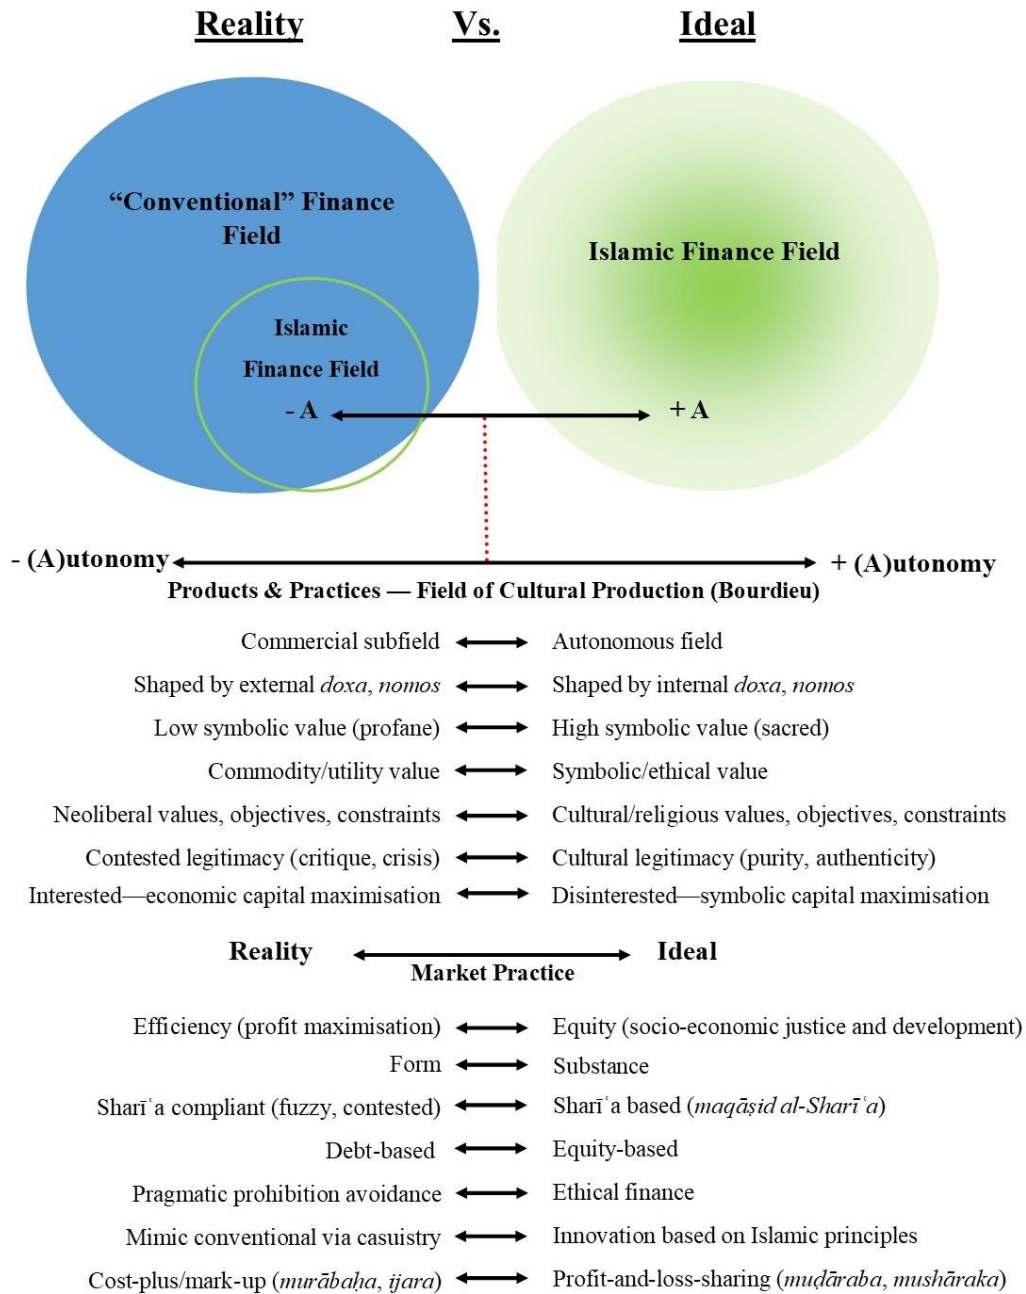 Reality Vs. Ideal
“Conventional” Finance
Field
Islamic Finance Field
Islamic
Finance Field
- A + A
- (A)utonomy + (A)utonomy
Products & Practices — Field of Cultural Production (Bourdieu)
Commercial subfield Autonomous field
Shaped by external doxa, nomos Shaped by internal doxa, nomos
Low symbolic value (profane) High symbolic value (sacred)
Commodity/utility value Symbolic/ethical value
Neoliberal values, objectives, constraints Cultural/religious values, objectives, constraints
Contested legitimacy (critique, crisis) Cultural legitimacy (purity, authenticity)
Interested—economic capital maximisation Disinterested—symbolic capital maximisation
Reality Ideal
Market Practice
Efficiency (profit maximisation) Equity (socio-economic justice and development)
Form Substance
Sharīʿa compliant (fuzzy, contested) Sharīʿa based (maqāṣid al-Sharīʿa)
Debt-based Equity-based
Pragmatic prohibition avoidance Ethical finance
Mimic conventional via casuistry Innovation based on Islamic principles
Cost-plus/mark-up (murābaḥa, ijara) Profit-and-loss-sharing (muḍāraba, mushāraka)